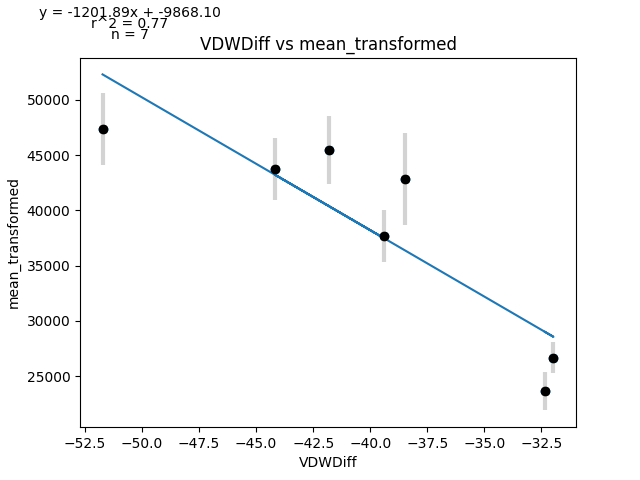 y = -1201.89x + -9868.10
r^2 = 0.77
n = 7
VDWDiff vs mean_transformed
mean_transformed
50000
45000
40000
35000
30000
25000
−52.5 −50.0 −47.5 −45.0 −42.5 −40.0 −37.5 −35.0 −32.5
VDWDiff